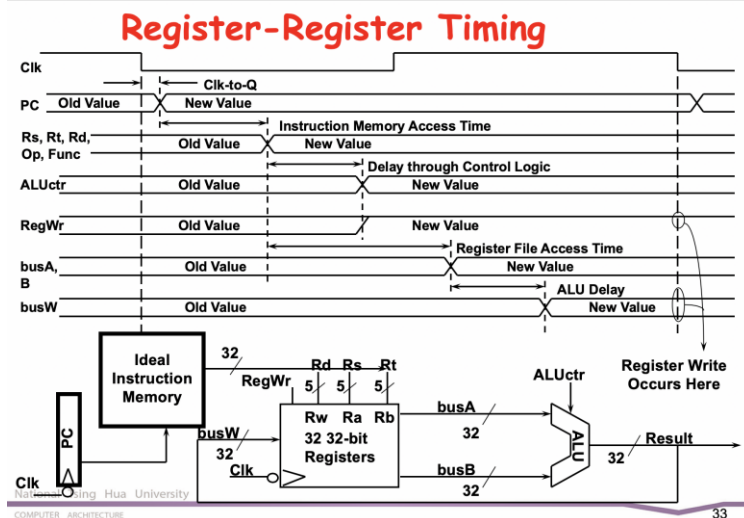 Register-Register Timing
Clk
Clk-to-Q
PC Old Value New Value
Instruction Memory Access Time
Rs, Rt, Rd,
Op, Func
Old Value New Value
Delay through Control Logic
ALUctr Old Value New Value
RegWr Old Value New Value
Register File Access Time
busA,
B
Old Value New Value
ALU Delay
busW Old Value New Value
Register Write
Occurs Here
Ideal
Instruction
Memory
32
PC
Clk
RegWr
Rd Rs Rt
5 5 5
Rw Ra Rb
32 32-bit
Registers
busW
32
Clk
busA
32
busB
32
ALUctr
ALU
32
Result
National Tsing Hua University
COMPUTER ARCHITECTURE
33